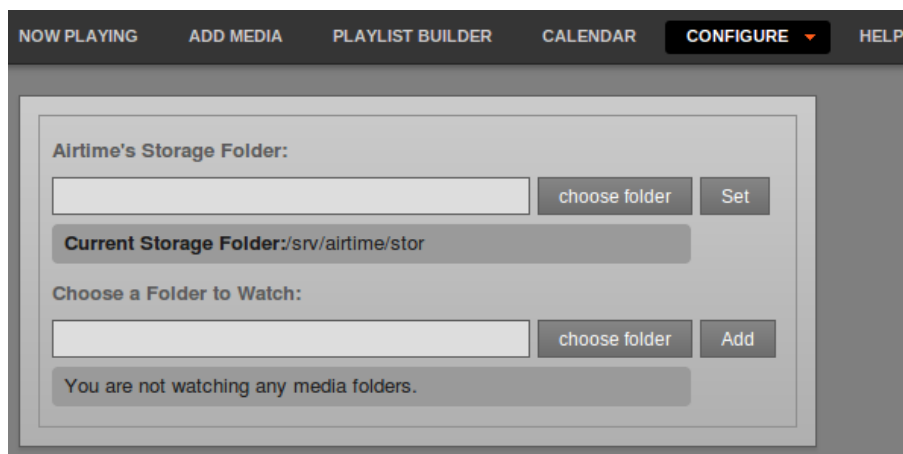 NOW PLAYING ADD MEDIA PLAYLIST BUILDER CALENDAR CONFIGURE HELP
Airtime's Storage Folder:
choose folder Set
Current Storage Folder:/srv/airtime/stor
Choose a Folder to Watch:
choose folder Add
You are not watching any media folders.